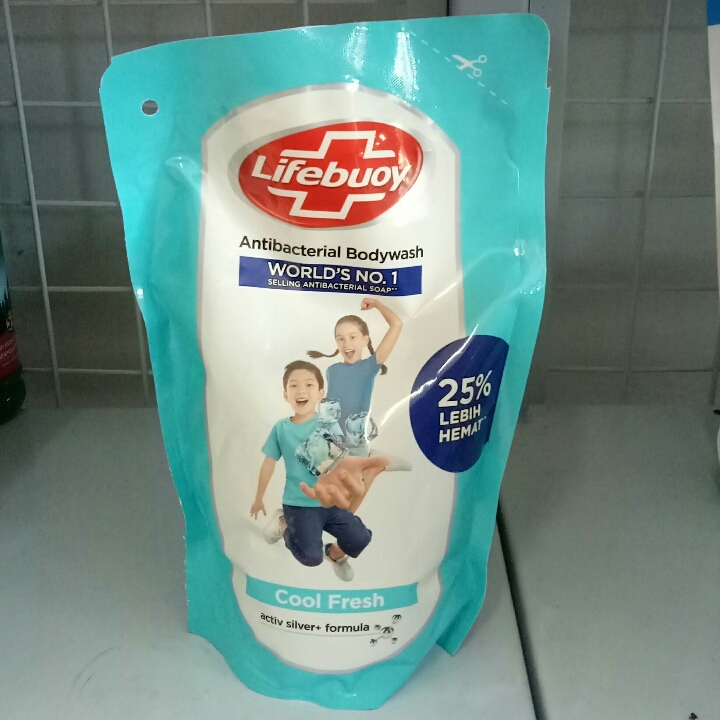 Lifebuoy
Antibacterial Bodywash
WORLD'S NO. 1
SELLING ANTIBACTERIAL SOAP**
25%
LEBIH
HEMAT*
Cool Fresh
activ silver+ formula